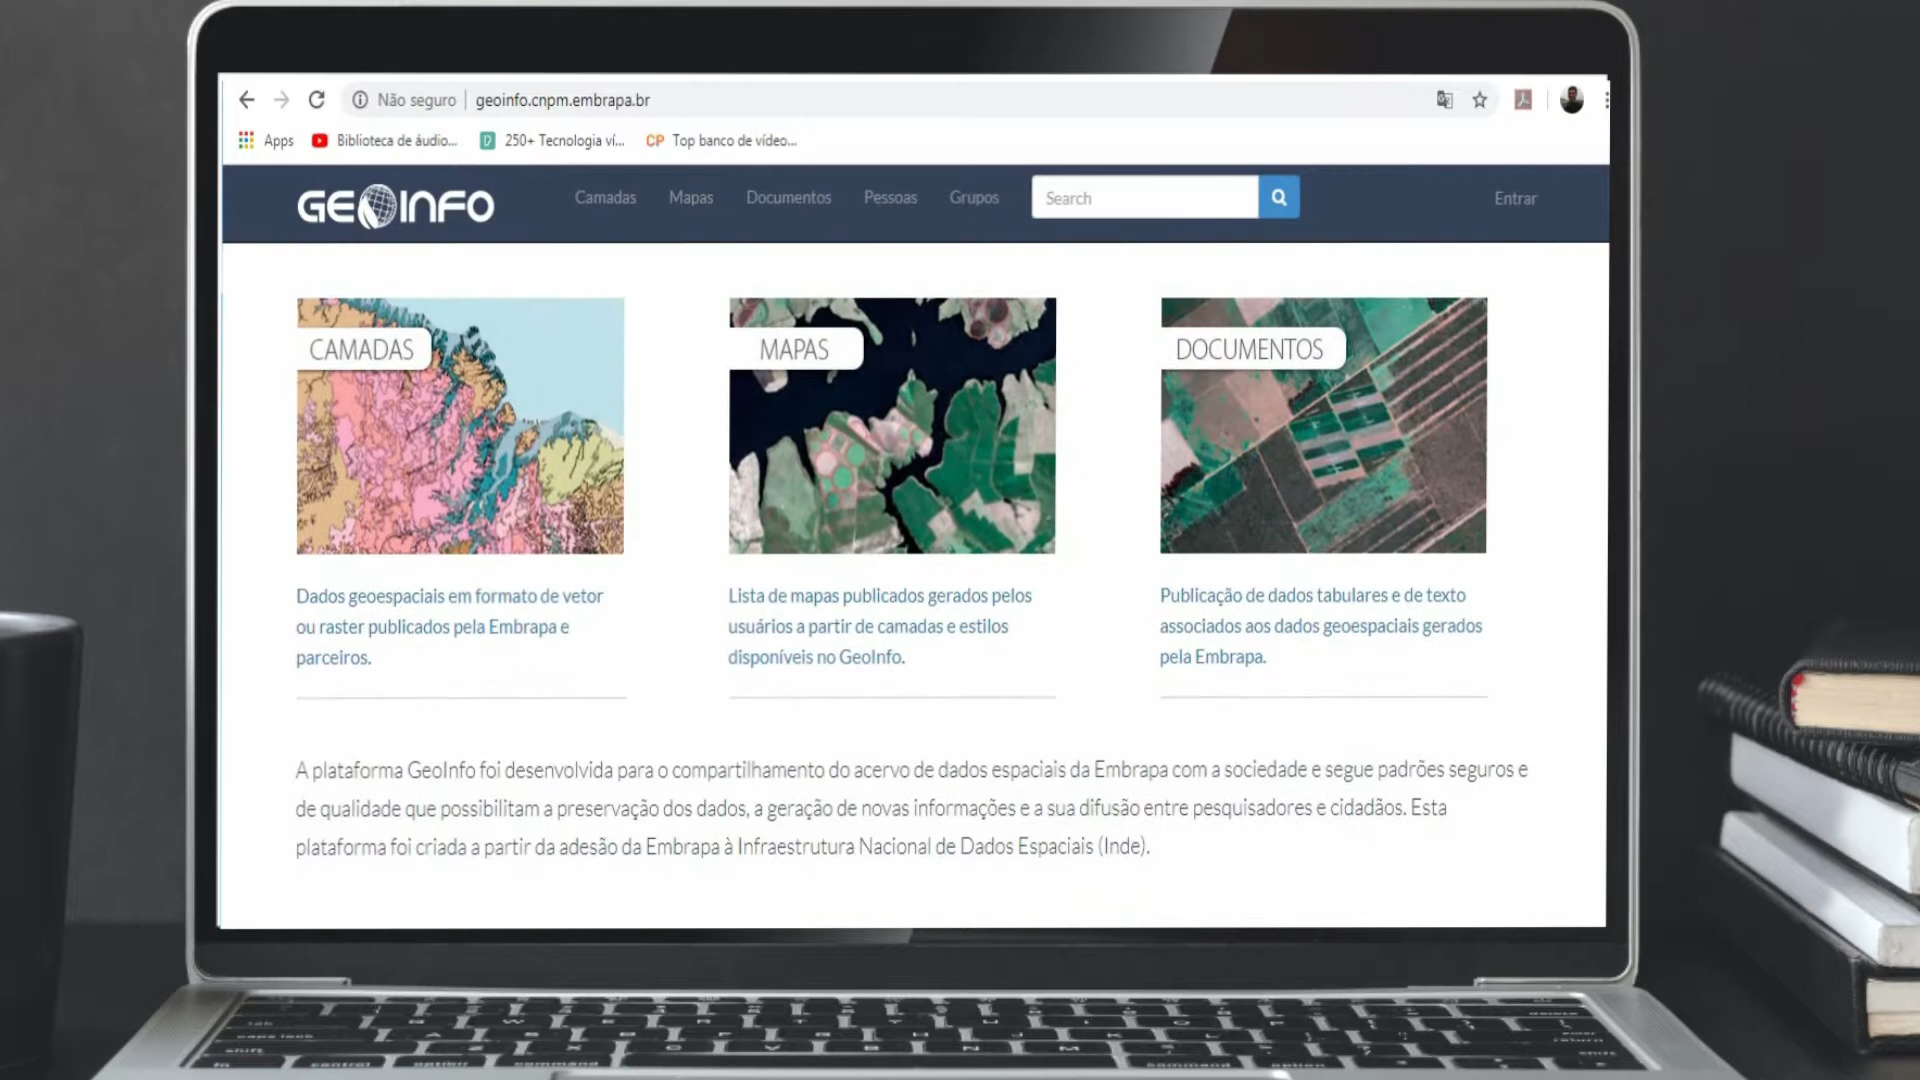 Não seguro geoinfo.cnpm.embrapa.br
Apps Biblioteca de áudio... D 250+ Tecnologia ví... CP Top banco de vídeo...
GEOINFO Camadas Mapas Documentos Pessoas Grupos Search Entrar
CAMADAS
Dados geoespaciais em formato de vetor
ou raster publicados pela Embrapa e
parceiros.
MAPAS
Lista de mapas publicados gerados pelos
usuários a partir de camadas e estilos
disponíveis no GeoInfo.
DOCUMENTOS
Publicação de dados tabulares e de texto
associados aos dados geoespaciais gerados
pela Embrapa.
A plataforma GeoInfo foi desenvolvida para o compartilhamento do acervo de dados espaciais da Embrapa com a sociedade e segue padrões seguros e
de qualidade que possibilitam a preservação dos dados, a geração de novas informações e a sua difusão entre pesquisadores e cidadãos. Esta
plataforma foi criada a partir da adesão da Embrapa à Infraestrutura Nacional de Dados Espaciais (Inde).